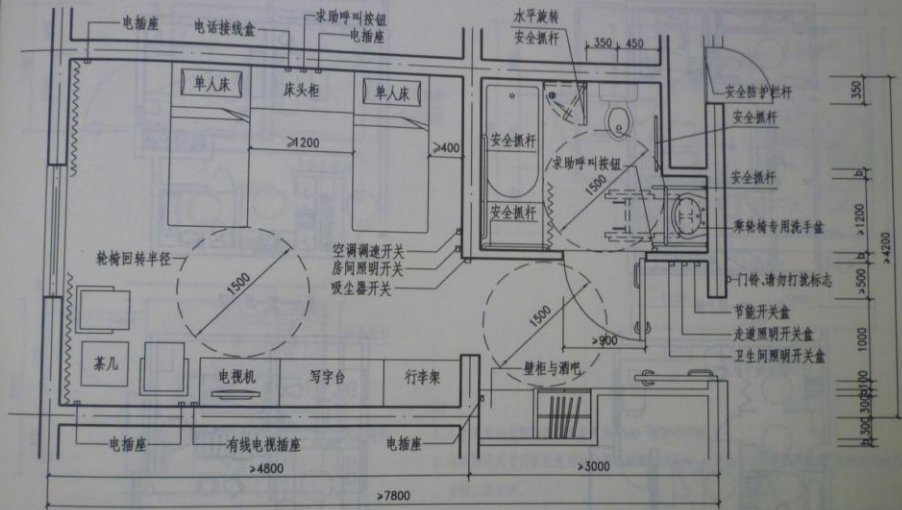 电插座
电话接线盒
求助呼叫按钮
电插座
水平旋转
安全抓杆
350 450
单人床
床头柜
单人床
安全防护栏杆
350
安全抓杆
≥1200
≥400
安全抓杆
求助呼叫按钮
1500
安全抓杆
b
安全抓杆
≥1200
≥4200
乘轮椅专用洗手盆
空调调速开关
房间照明开关
吸尘器开关
轮椅回转半径
1500
b
≥500
门铃、请勿打扰标志
节能开关盒
走道照明开关盒
卫生间照明开关盒
1500
≥900
1000
茶几
电视机
写字台
行李架
壁柜与酒吧
100
300
300
b
电插座
有线电视插座
电插座
≥4800
≥3000
≥7800